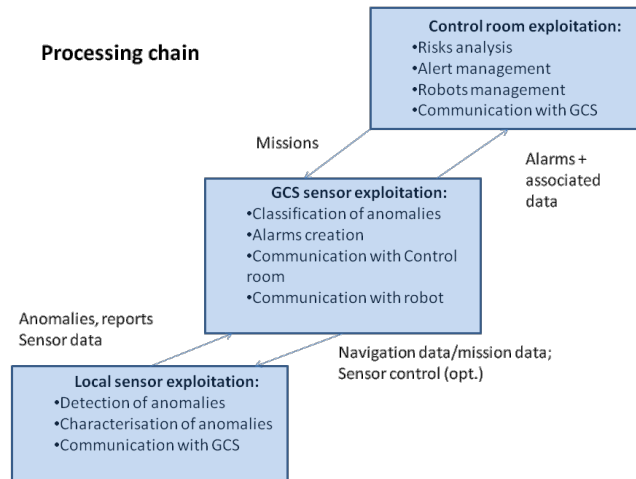 Processing chain
Control room exploitation:
•Risks analysis
•Alert management
•Robots management
•Communication with GCS
Missions
Alarms +
associated
data
GCS sensor exploitation:
•Classification of anomalies
•Alarms creation
•Communication with Control
room
•Communication with robot
Anomalies, reports
Sensor data
Navigation data/mission data;
Sensor control (opt.)
Local sensor exploitation:
•Detection of anomalies
•Characterisation of anomalies
•Communication with GCS